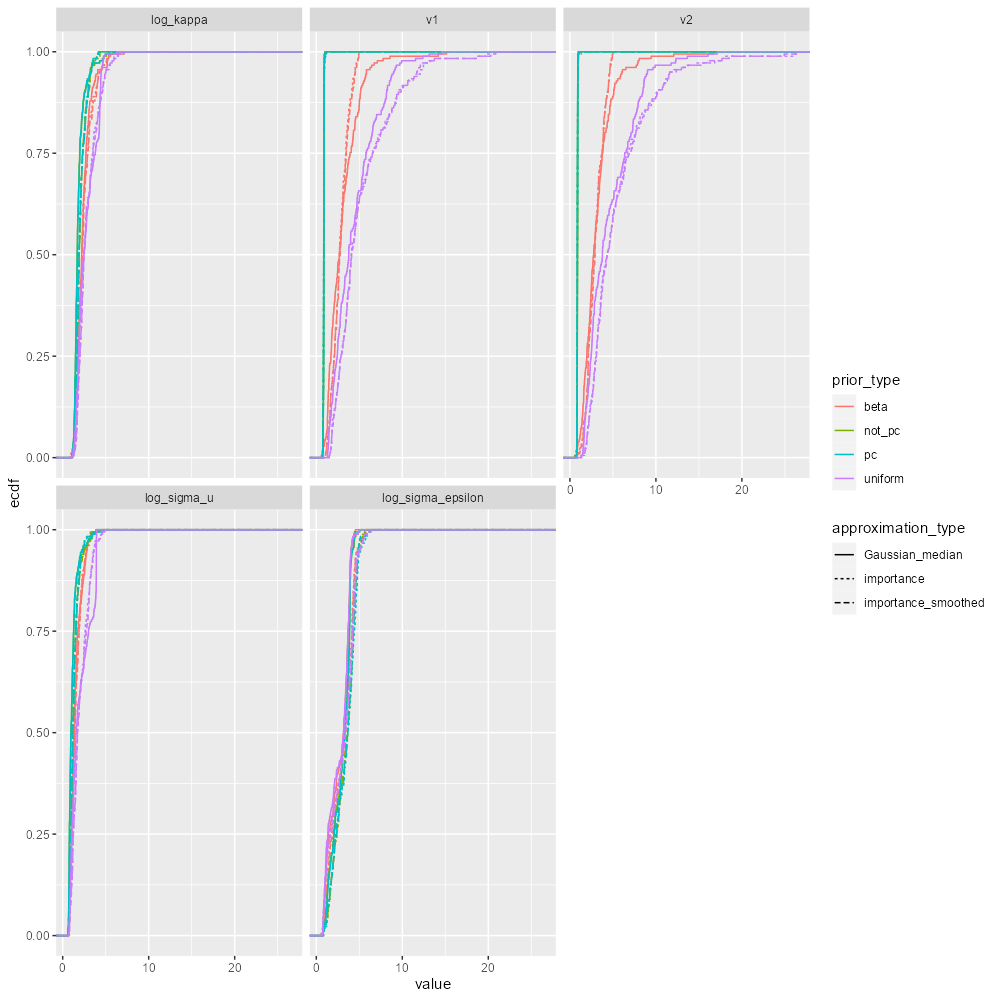 log_kappa v1 v2
1.00
0.75
0.50
0.25
0.00
0 10 20
log_sigma_u log_sigma_epsilon
1.00
0.75
0.50
0.25
0.00
0 10 20 0 10 20
value
ecdf
prior_type
beta
not_pc
pc
uniform
approximation_type
Gaussian_median
importance
importance_smoothed